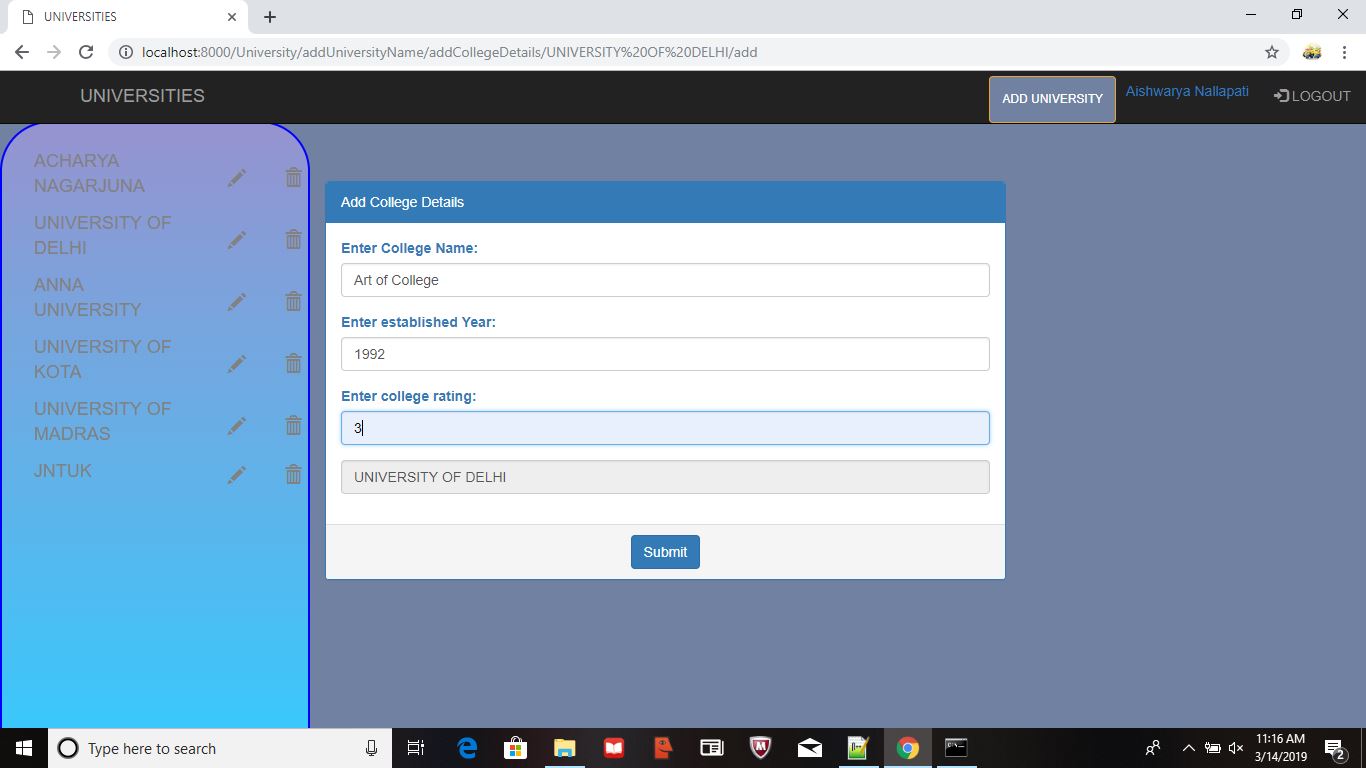 UNIVERSITIES
localhost:8000/University/addUniversityName/addCollegeDetails/UNIVERSITY%20OF%20DELHI/add
UNIVERSITIES
ADD UNIVERSITY
Aishwarya Nallapati
LOGOUT
ACHARYA
NAGARJUNA
UNIVERSITY OF
DELHI
ANNA
UNIVERSITY
UNIVERSITY OF
KOTA
UNIVERSITY OF
MADRAS
JNTUK
Add College Details
Enter College Name:
Art of College
Enter established Year:
1992
Enter college rating:
3
UNIVERSITY OF DELHI
Submit
Type here to search
11:16 AM
3/14/2019
2